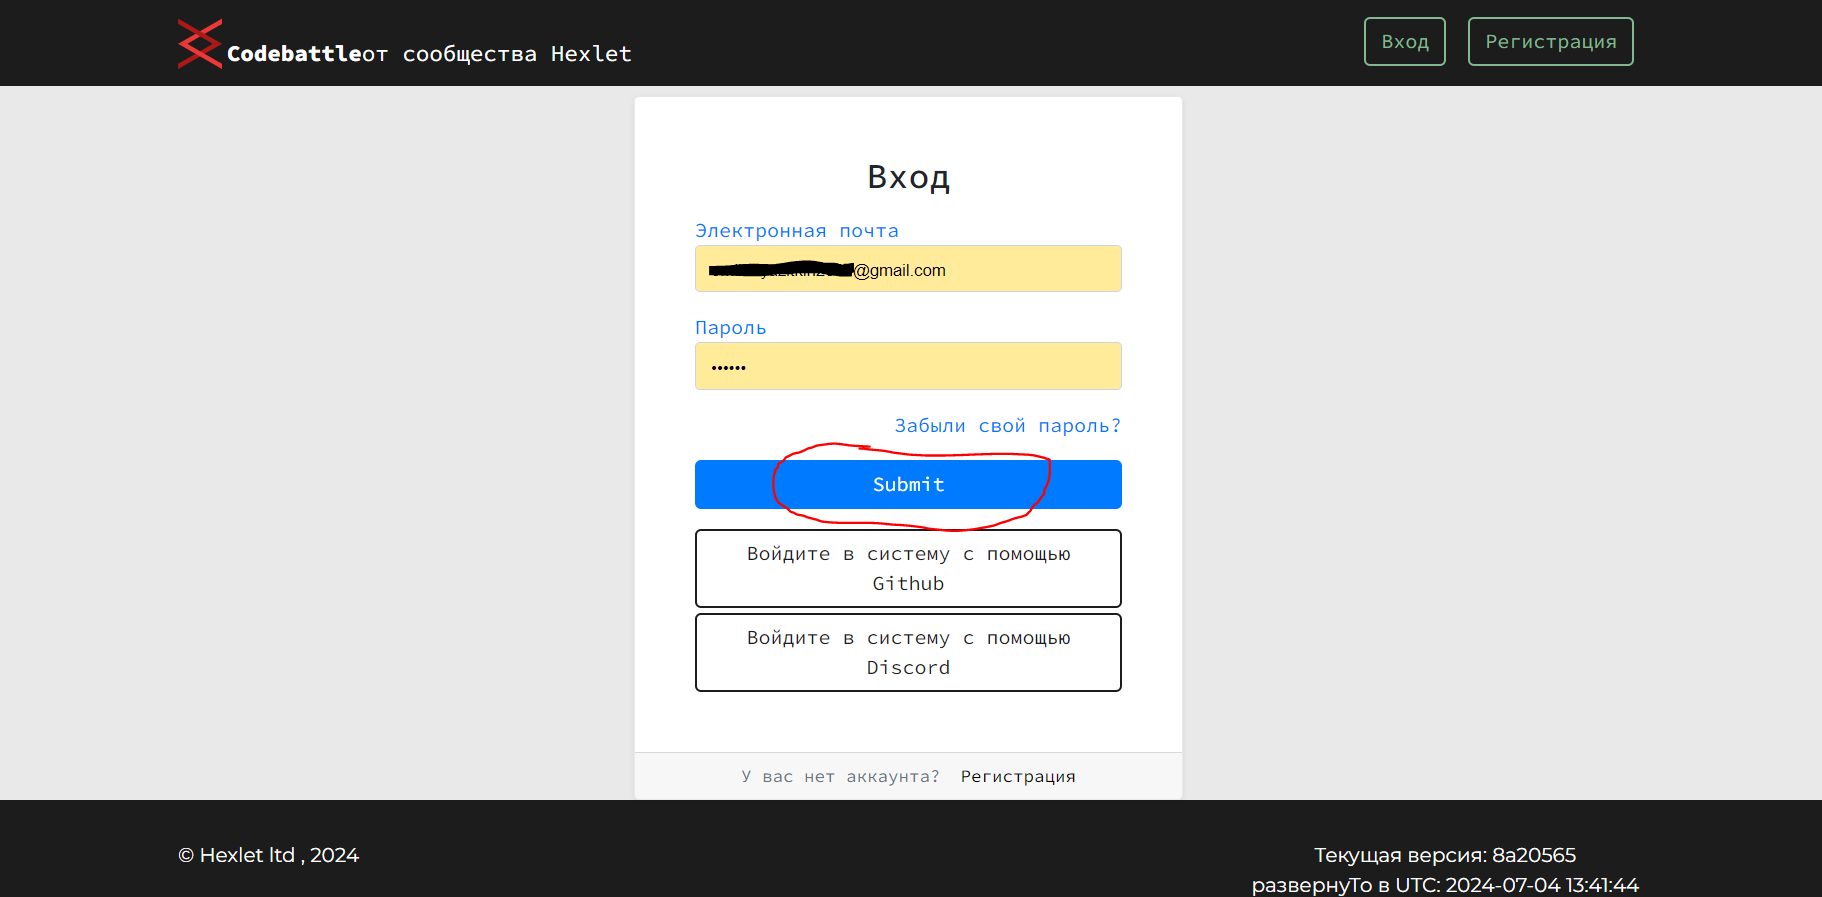 Codebattleот сообщества Hexlet
Вход
Регистрация
Вход
Электронная почта
@gmail.com
Пароль
••••••
Забыли свой пароль?
Submit
Войдите в систему с помощью
Github
Войдите в систему с помощью
Discord
У вас нет аккаунта? Регистрация
© Hexlet ltd , 2024
Текущая версия: 8a20565
развернуТо в UTC: 2024-07-04 13:41:44